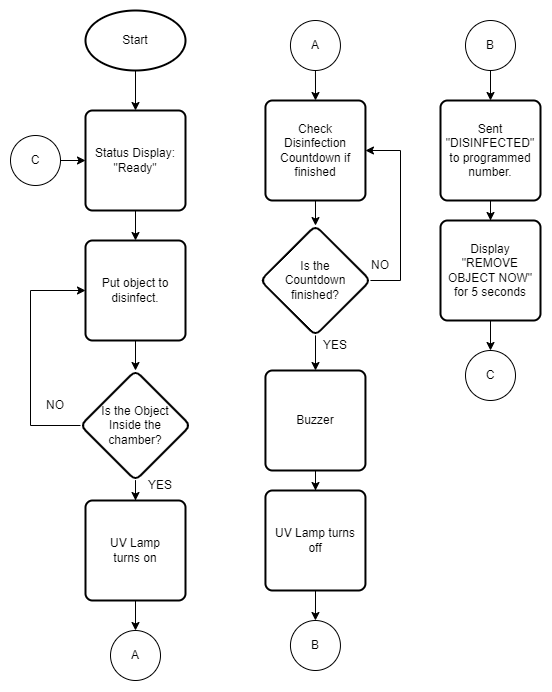 Start
C
Status Display:
"Ready"
Put object to
disinfect.
NO
Is the Object
Inside the
chamber?
YES
UV Lamp
turns on
A
A
Check
Disinfection
Countdown if
finished
Is the
Countdown
finished?
NO
YES
Buzzer
UV Lamp turns
off
B
B
Sent
"DISINFECTED"
to programmed
number.
Display
"REMOVE
OBJECT NOW"
for 5 seconds
C